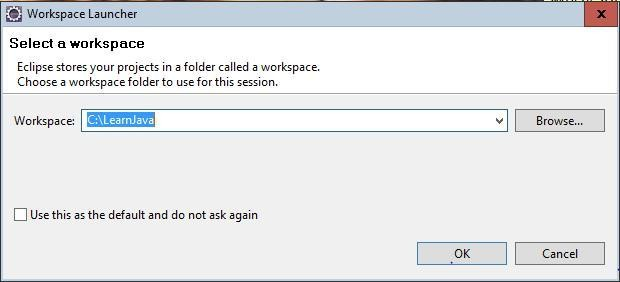 Workspace Launcher
x
Select a workspace
Eclipse stores your projects in a folder called a workspace.
Choose a workspace folder to use for this session.
Workspace: C:\LearnJava Browse...
Use this as the default and do not ask again
OK Cancel